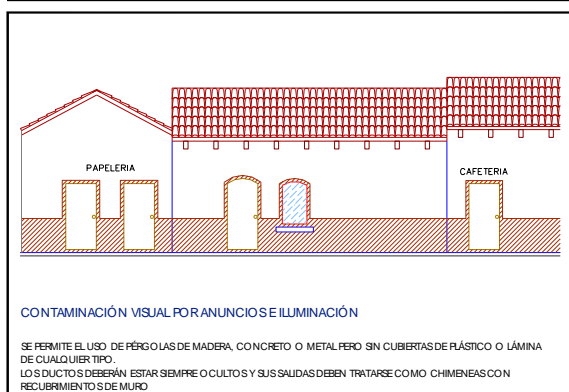 PAPELERIA
CAFETERIA
CONTAMINACIÓN VISUAL POR ANUNCIOS E ILUMINACIÓN
SE PERMITE EL USO DE PÉRGOLAS DE MADERA, CONCRETO O METAL PERO SIN CUBIERTAS DE PLÁSTICO O LÁMINA
DE CUALQUIER TIPO.
LOS DUCTOS DEBERÁN ESTAR SIEMPRE OCULTOS Y SUS SALIDAS DEBEN TRATARSE COMO CHIMENEAS CON
RECUBRIMIENTOS DE MURO